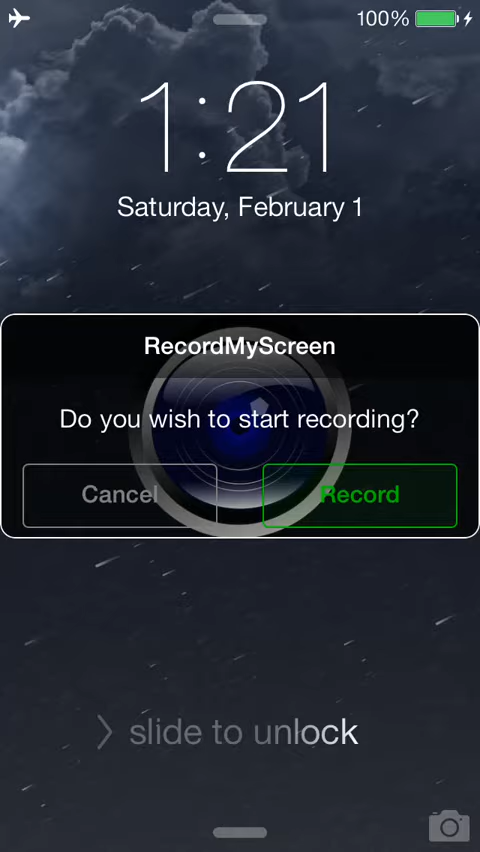 100%
1:21
Saturday, February 1
RecordMyScreen
Do you wish to start recording?
Cancel
Record
slide to unlock